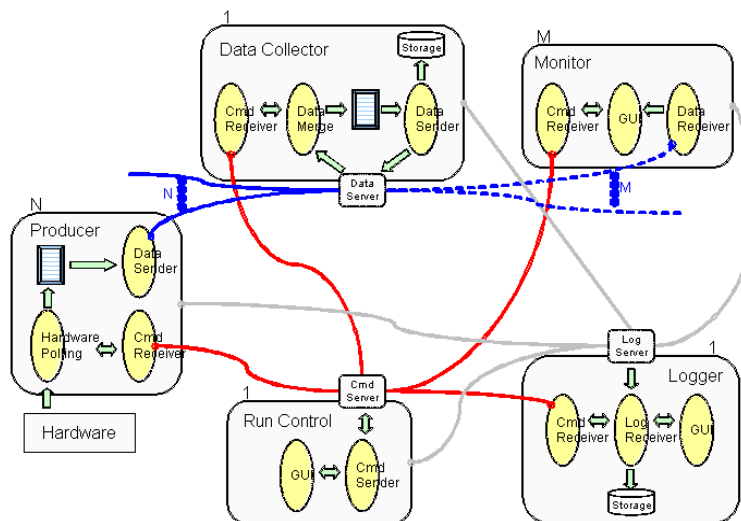 1
Data Collector
Storage
Cmd
Receiver
Data
Merge
Data
Sender
M
Monitor
Cmd
Receiver
GUI
Data
Receiver
Data
Server
N
M
N
Producer
Data
Sender
Hardware
Polling
Cmd
Receiver
Hardware
Cmd
Server
1
Run Control
GUI
Cmd
Sender
Log
Server
1
Logger
Cmd
Receiver
Log
Receiver
GUI
Storage